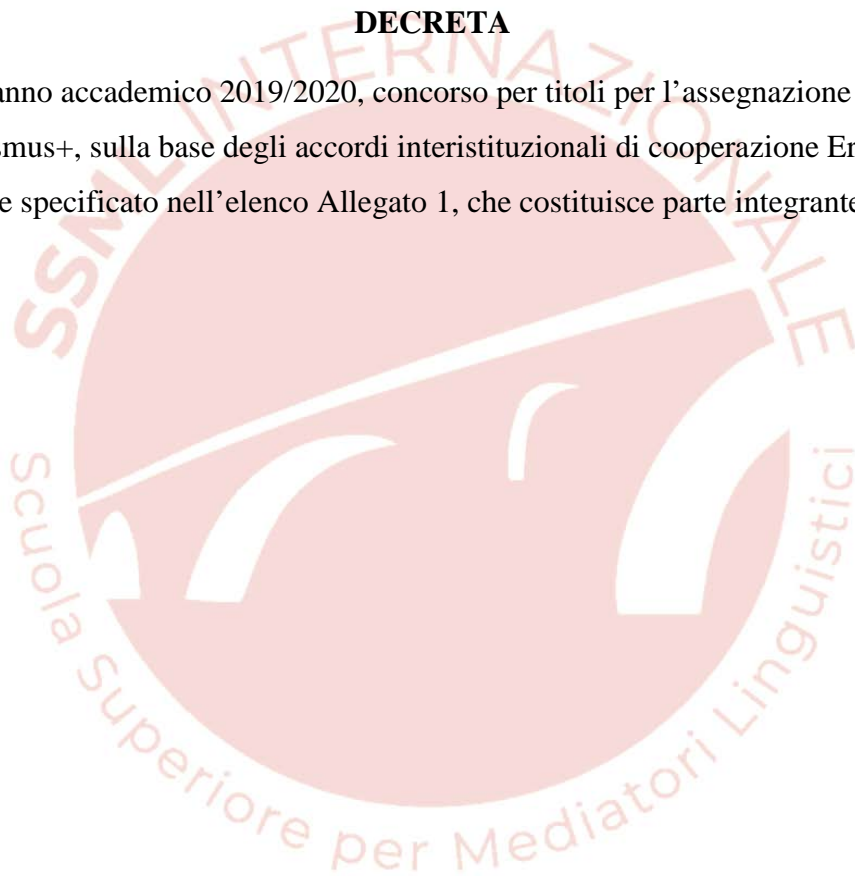 DECRETA
anno accademico 2019/2020, concorso per titoli per l’assegnazione
smus+, sulla base degli accordi interistituzionali di cooperazione Er
e specificato nell’elenco Allegato 1, che costituisce parte integrante
SSML INTERNAZIONALE
Scuola Superiore per Mediatori Linguistici